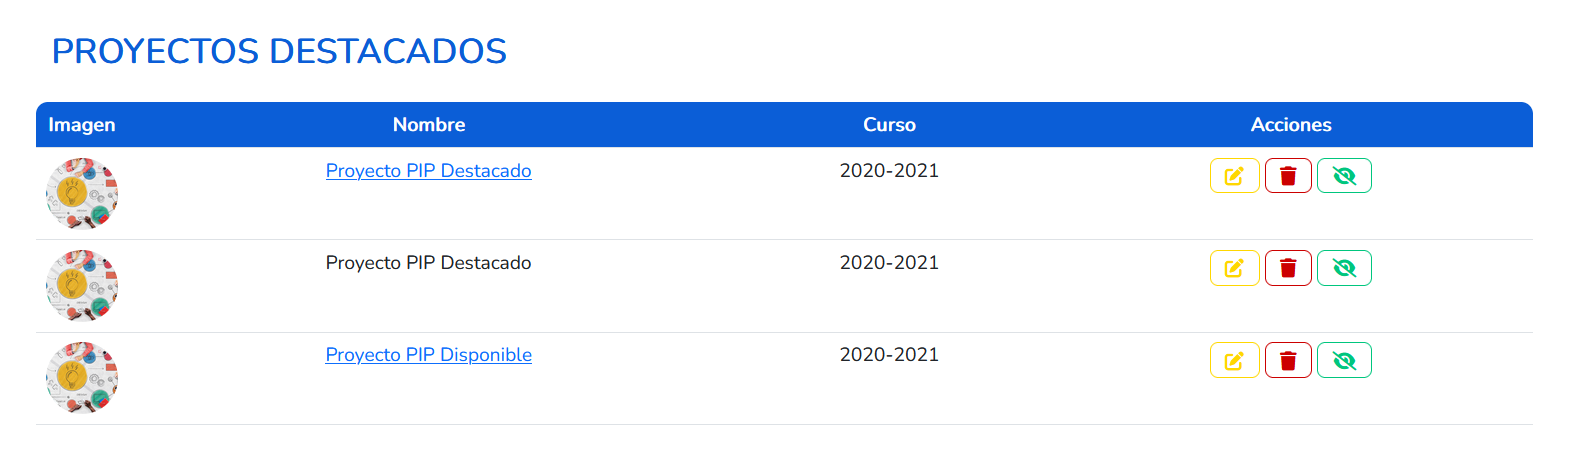 PROYECTOS DESTACADOS
Imagen Nombre Curso Acciones
Proyecto PIP Destacado 2020-2021
Proyecto PIP Destacado 2020-2021
Proyecto PIP Disponible 2020-2021